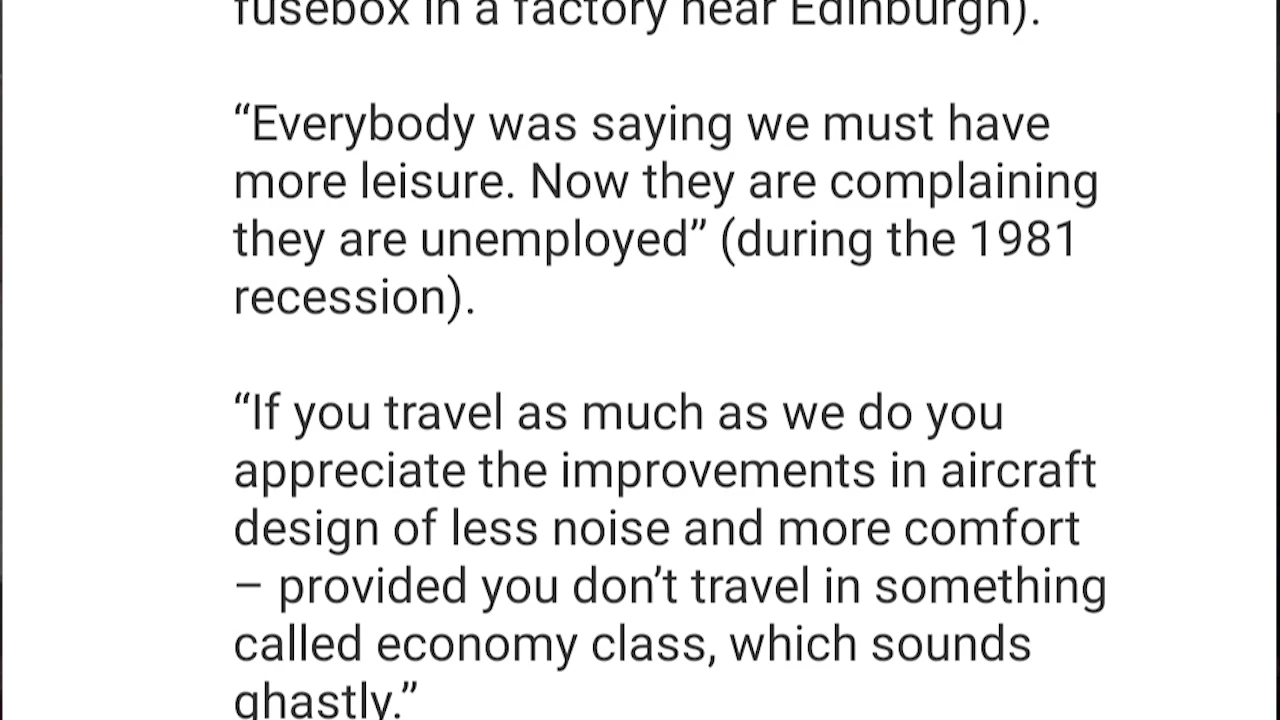 fusebox in a factory near Edinburgh).
“Everybody was saying we must have
more leisure. Now they are complaining
they are unemployed” (during the 1981
recession).
“If you travel as much as we do you
appreciate the improvements in aircraft
design of less noise and more comfort
– provided you don’t travel in something
called economy class, which sounds
ghastly.”